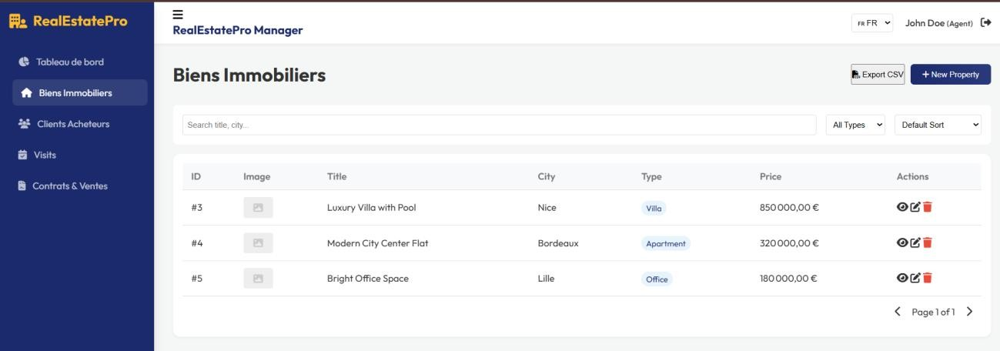 RealEstatePro
Tableau de bord
Biens Immobiliers
Clients Acheteurs
Visits
Contrats & Ventes
RealEstatePro Manager
FR FR
John Doe (Agent)
Biens Immobiliers
Export CSV
+ New Property
Search title, city...
All Types
Default Sort
ID Image Title City Type Price Actions
#3 Luxury Villa with Pool Nice Villa 850 000,00 €
#4 Modern City Center Flat Bordeaux Apartment 320 000,00 €
#5 Bright Office Space Lille Office 180 000,00 €
Page 1 of 1